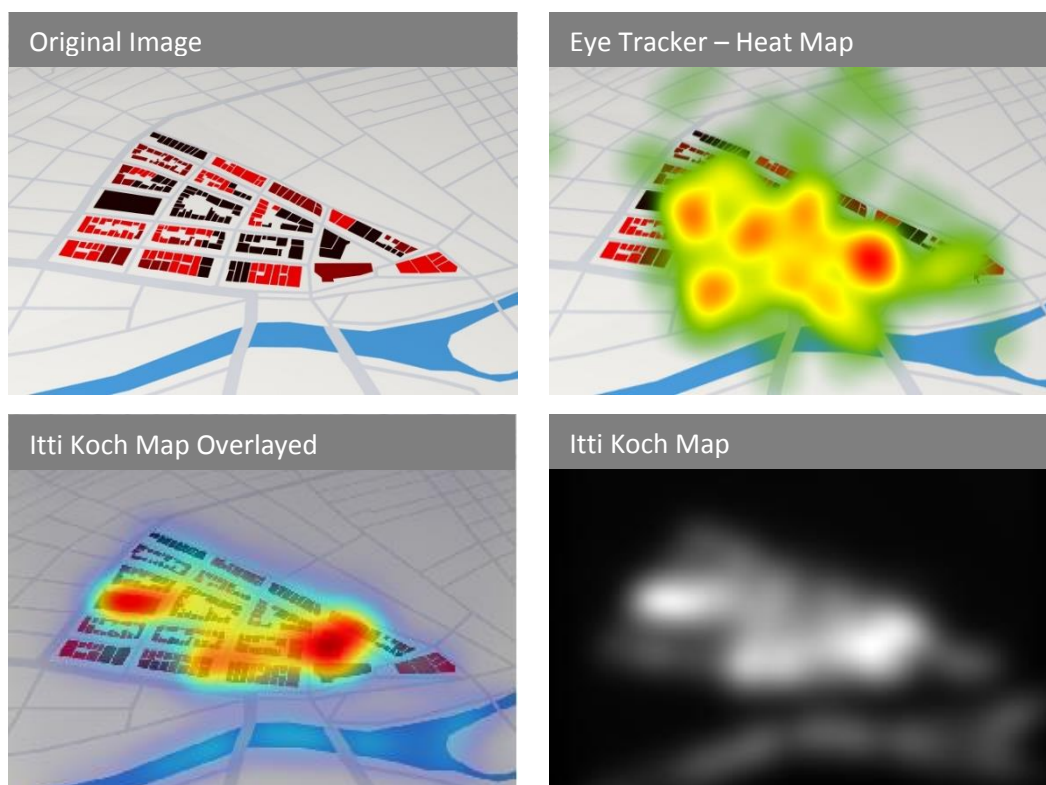 Original Image
Eye Tracker – Heat Map
Itti Koch Map Overlayed
Itti Koch Map